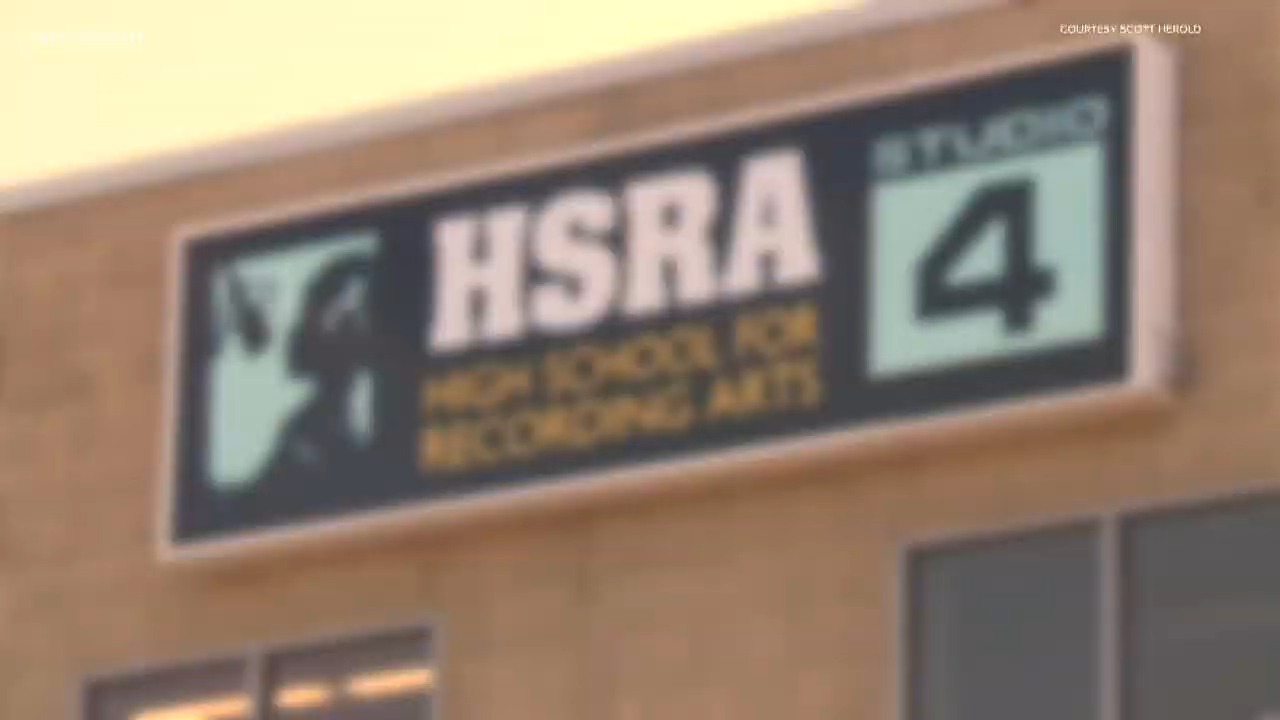 COURTESY SCOTT HEROLD
STUDIO
HSRA
4
HIGH SCHOOL FOR
RECORDING ARTS